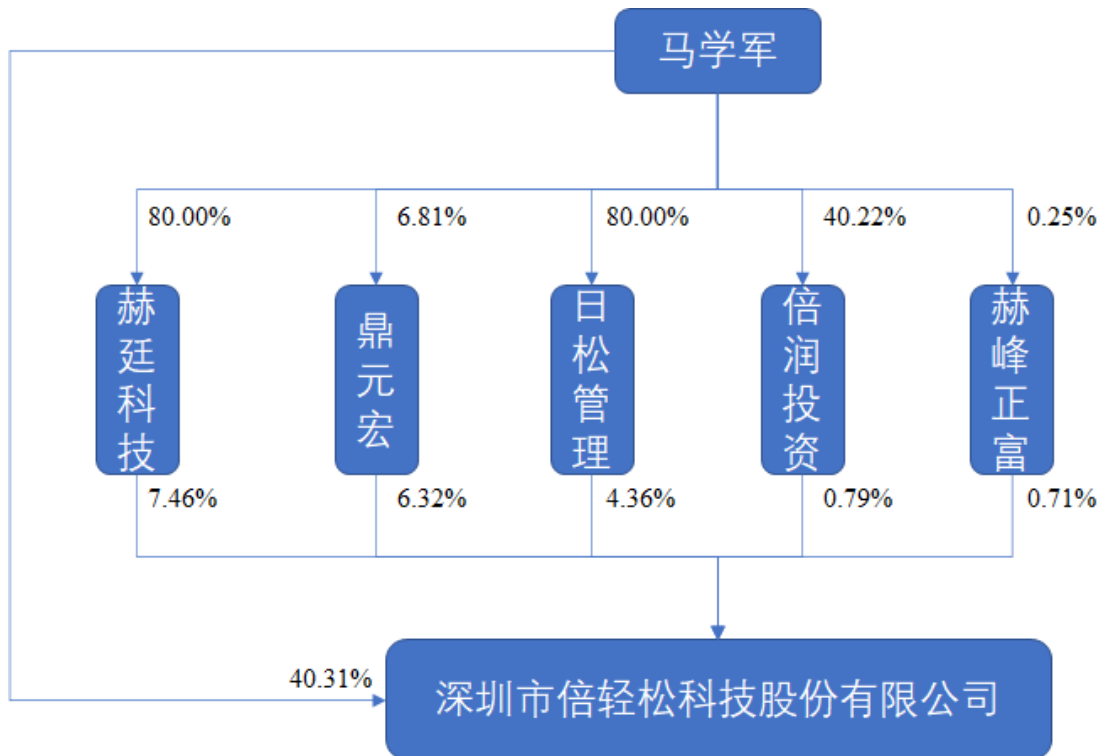 马学军
80.00%
6.81%
80.00%
40.22%
0.25%
赫廷科技
鼎元宏
日松管理
倍润投资
赫峰正富
7.46%
6.32%
4.36%
0.79%
0.71%
40.31%
深圳市倍轻松科技股份有限公司